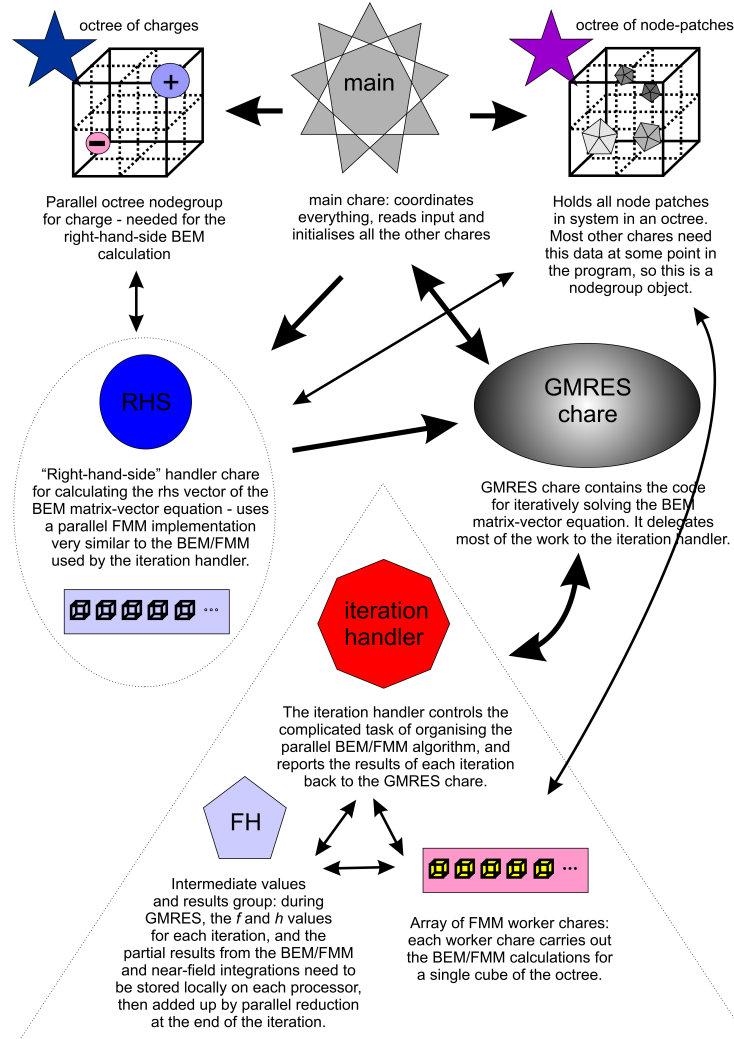 octree of charges
octree of node-patches
+
main
Parallel octree nodegroup
for charge - needed for the
right-hand-side BEM
calculation
main chare: coordinates
everything, reads input and
initialises all the other chares
Holds all node patches
in system in an octree.
Most other chares need
this data at some point in
the program, so this is a
nodegroup object.
RHS
GMRES
chare
“Right-hand-side” handler chare
for calculating the rhs vector of the
BEM matrix-vector equation - uses
a parallel FMM implementation
very similar to the BEM/FMM
used by the iteration handler.
GMRES chare contains the code
for iteratively solving the BEM
matrix-vector equation. It delegates
most of the work to the iteration handler.
...
iteration
handler
The iteration handler controls the
complicated task of organising the
parallel BEM/FMM algorithm, and
reports the results of each iteration
back to the GMRES chare.
FH
...
Intermediate values
and results group: during
GMRES, the f and h values
for each iteration, and the
partial results from the BEM/FMM
and near-field integrations need to
be stored locally on each processor,
then added up by parallel reduction
at the end of the iteration.
Array of FMM worker chares:
each worker chare carries out
the BEM/FMM calculations for
a single cube of the octree.